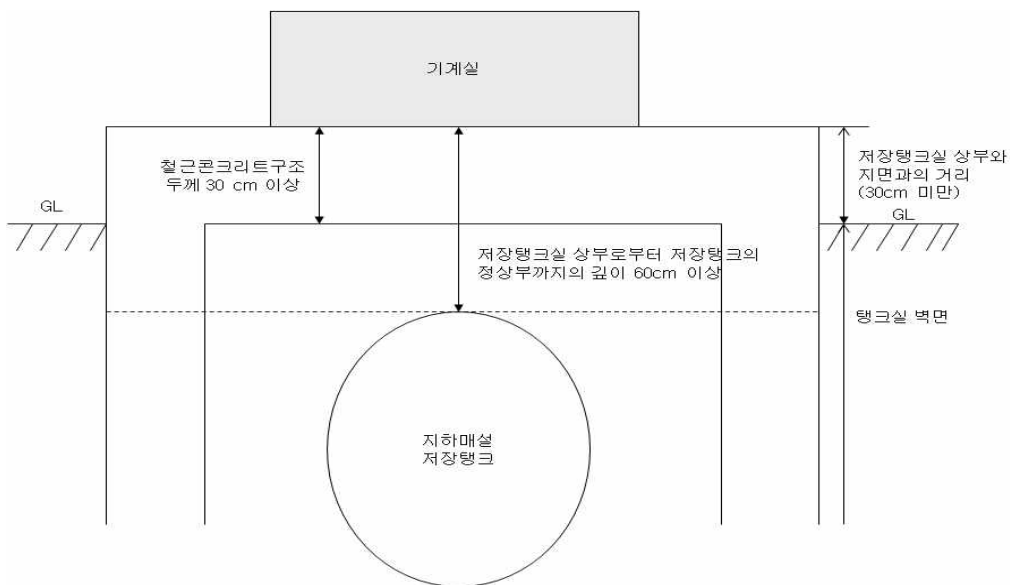 기계실
철근콘크리트구조
두께 30 cm 이상
저장탱크실 상부와
지면과의 거리
(30cm 미만)
GL
GL
저장탱크실 상부로부터 저장탱크의
정상부까지의 깊이 60cm 이상
탱크실 벽면
지하매설
저장탱크